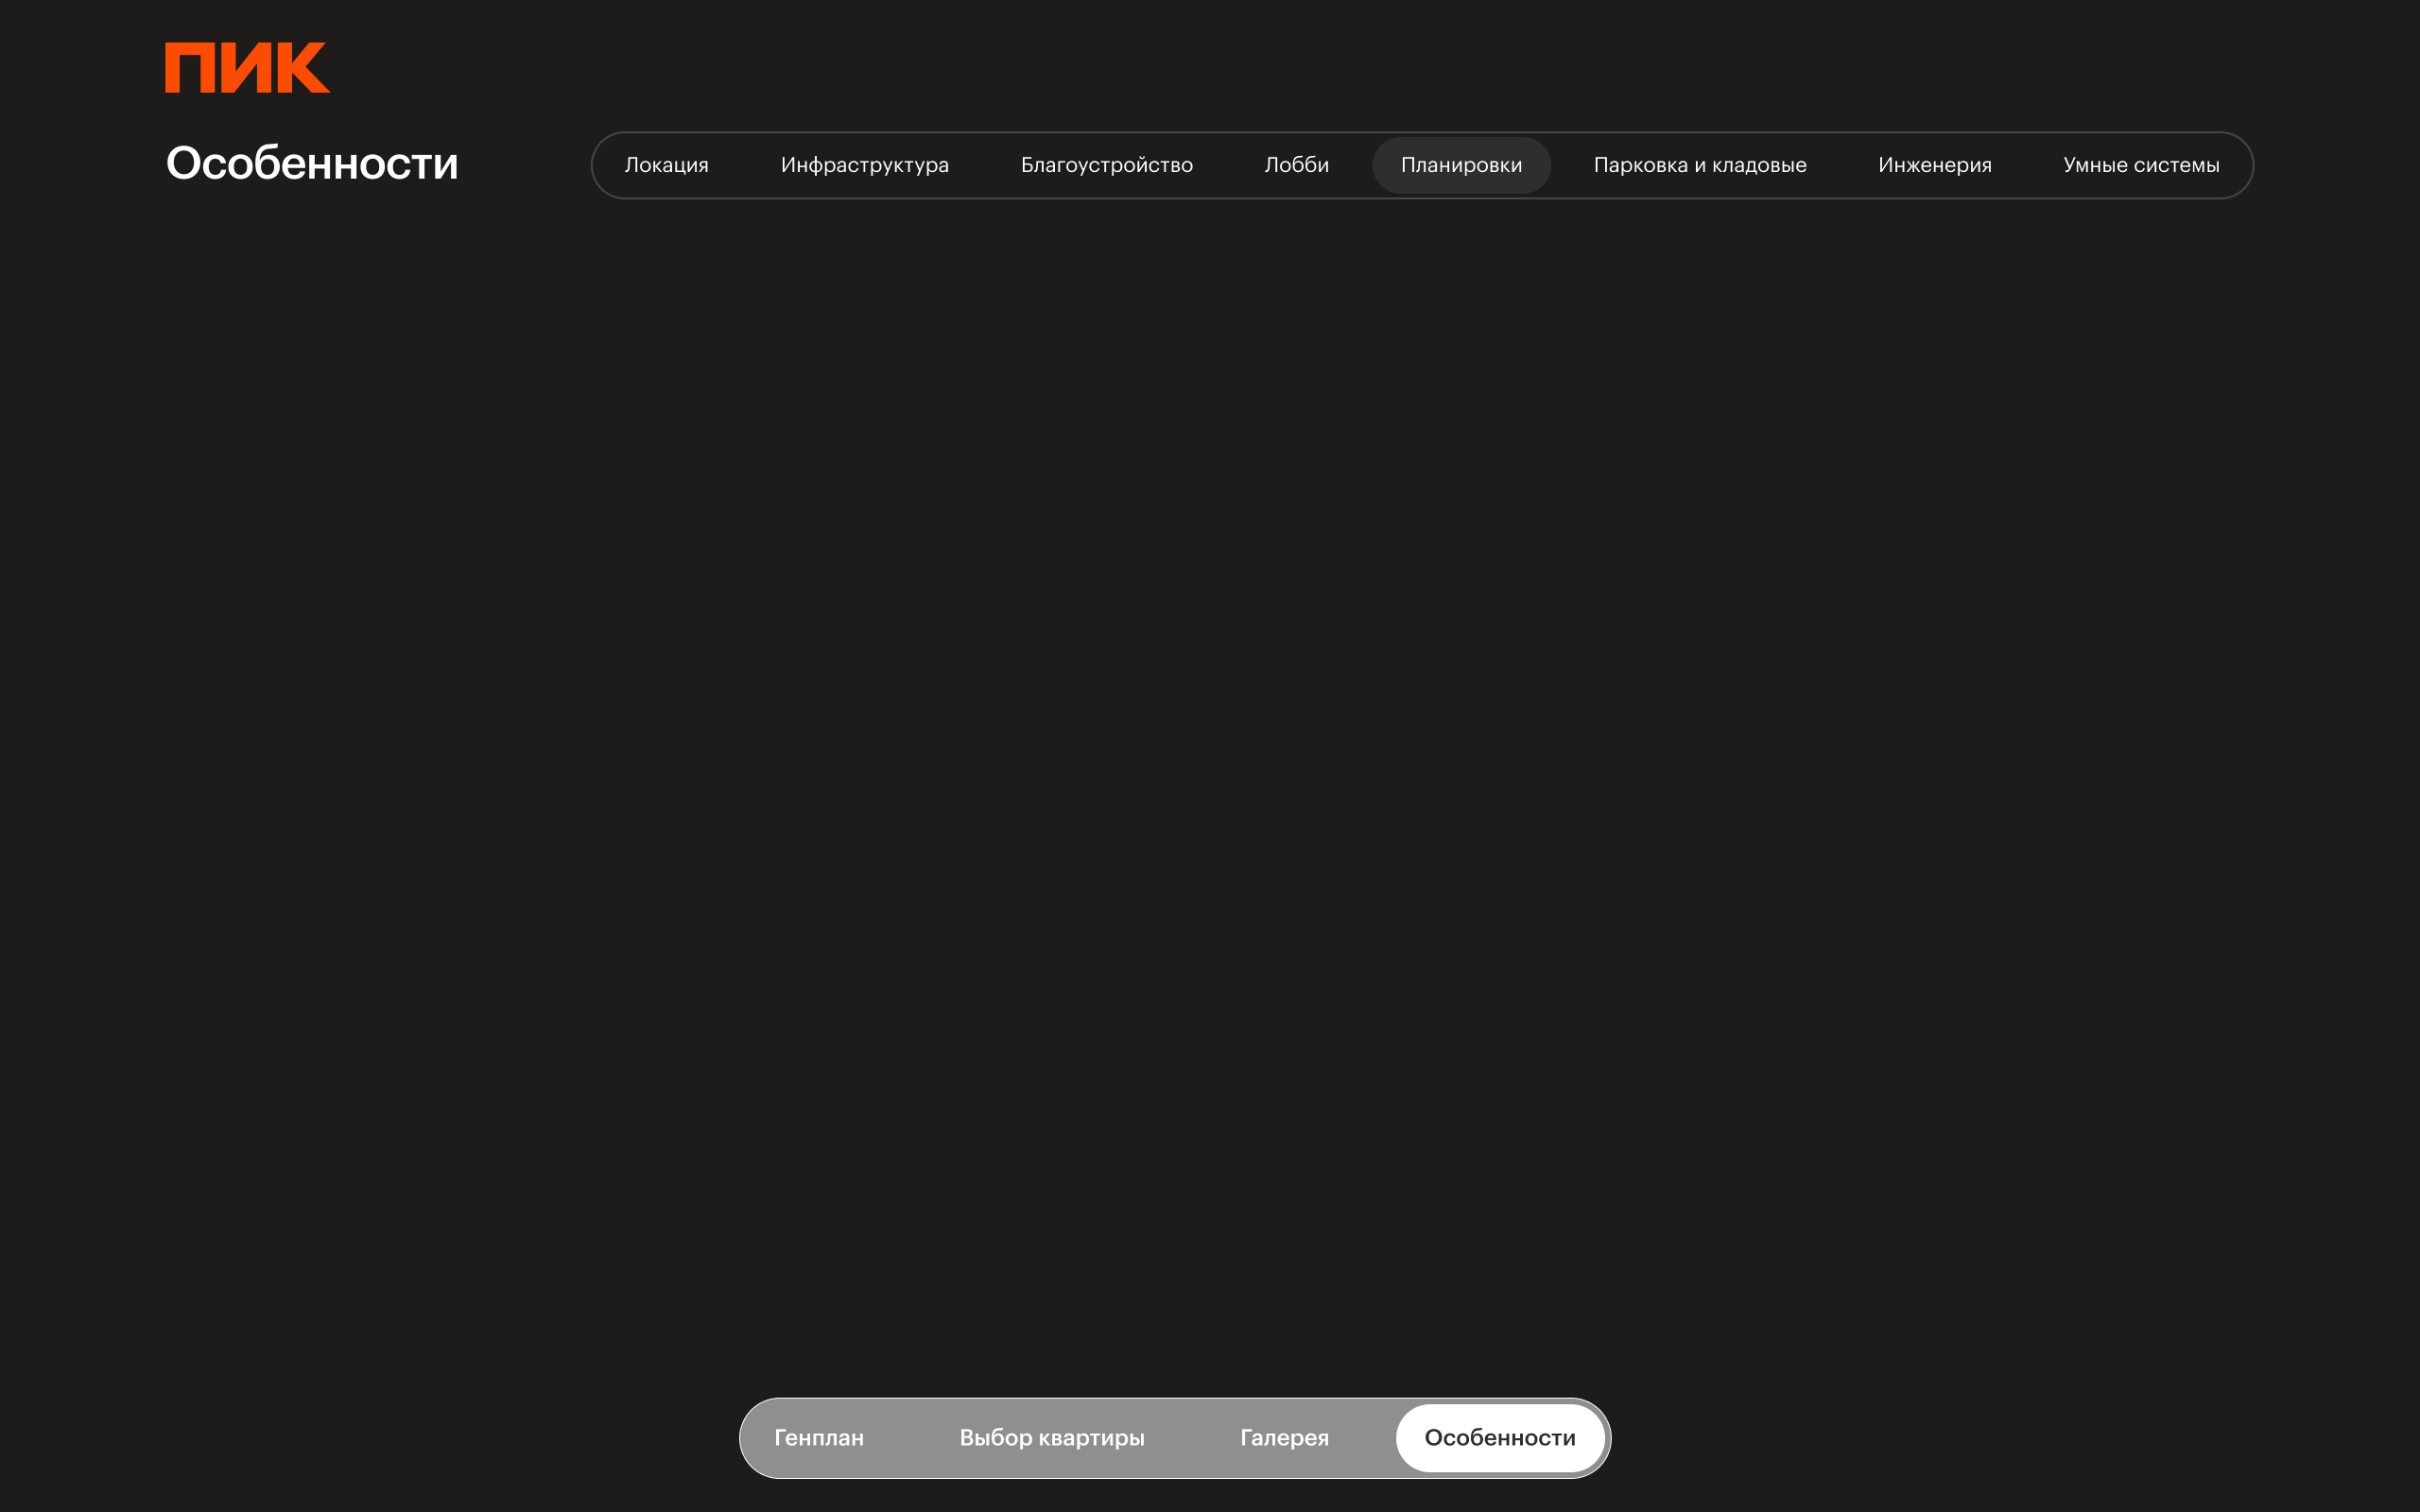 ПИК
Особенности
Локация Инфраструктура Благоустройство Лобби Планировки Парковка и кладовые Инженерия Умные системы
Генплан Выбор квартиры Галерея Особенности